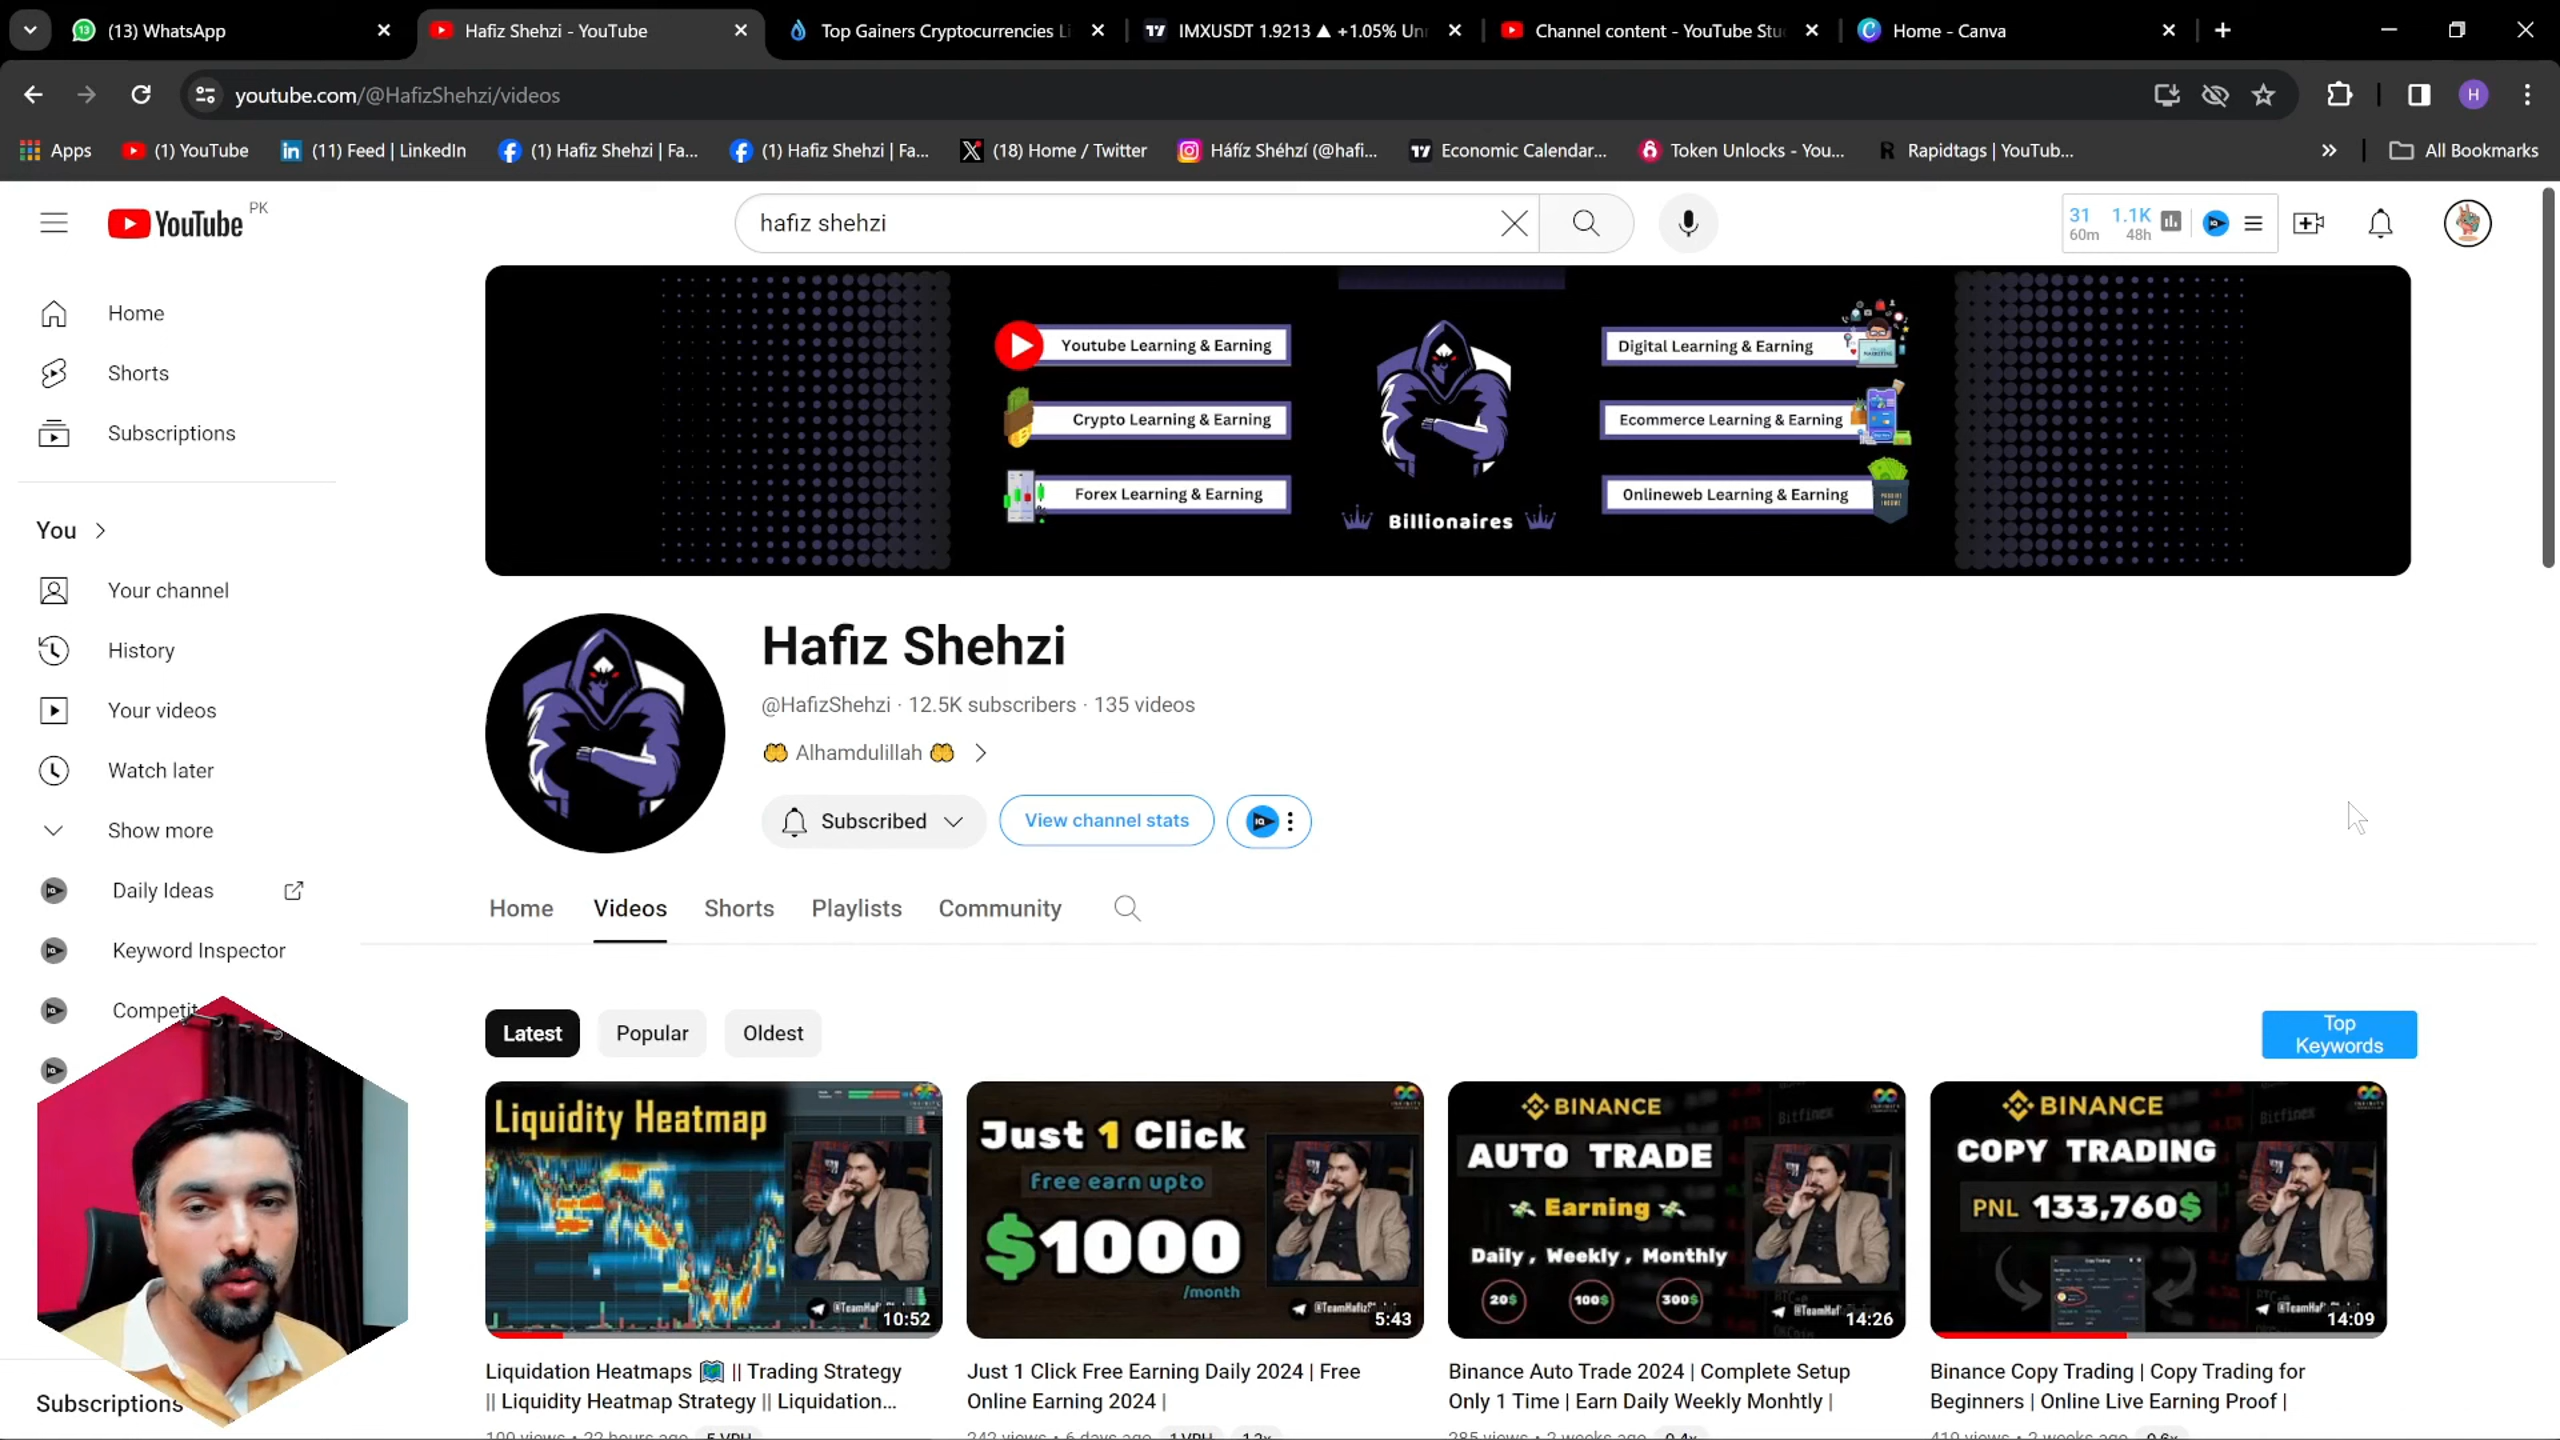 (13) WhatsApp
Hafiz Shehzi - YouTube
Top Gainers Cryptocurrencies Li
IMXUSDT 1.9213 ▲ +1.05% Un
Channel content - YouTube Stu
Home - Canva
youtube.com/@HafizShehzi/videos
H
Apps
(1) YouTube
(11) Feed | LinkedIn
(1) Hafiz Shehzi | Fa...
(1) Hafiz Shehzi | Fa...
(18) Home / Twitter
Háfíz Shéhzí (@hafi...
Economic Calendar...
Token Unlocks - You...
Rapidtags | YouTub...
All Bookmarks
YouTube PK
hafiz shehzi
31 1.1K
60m 48h
Home
Shorts
Subscriptions
You
Your channel
History
Your videos
Watch later
Show more
Daily Ideas
Keyword Inspector
Competit
Subscriptions
Youtube Learning & Earning
Crypto Learning & Earning
Forex Learning & Earning
Billionaires
Digital Learning & Earning
Ecommerce Learning & Earning
Onlineweb Learning & Earning
Hafiz Shehzi
@HafizShehzi · 12.5K subscribers · 135 videos
🤲 Alhamdulillah 🤲
Subscribed
View channel stats
Home
Videos
Shorts
Playlists
Community
Latest
Popular
Oldest
Top
Keywords
Liquidity Heatmap
10:52
Just 1 Click
Free earn upto
$1000
/month
5:43
BINANCE
AUTO TRADE
Earning
Daily, Weekly, Monthly
20$ 100$ 300$
14:26
BINANCE
COPY TRADING
PNL 133,760$
14:09
Liquidation Heatmaps 🗺️ || Trading Strategy
|| Liquidity Heatmap Strategy || Liquidation...
Just 1 Click Free Earning Daily 2024 | Free
Online Earning 2024 |
Binance Auto Trade 2024 | Complete Setup
Only 1 Time | Earn Daily Weekly Monhtly |
Binance Copy Trading | Copy Trading for
Beginners | Online Live Earning Proof |